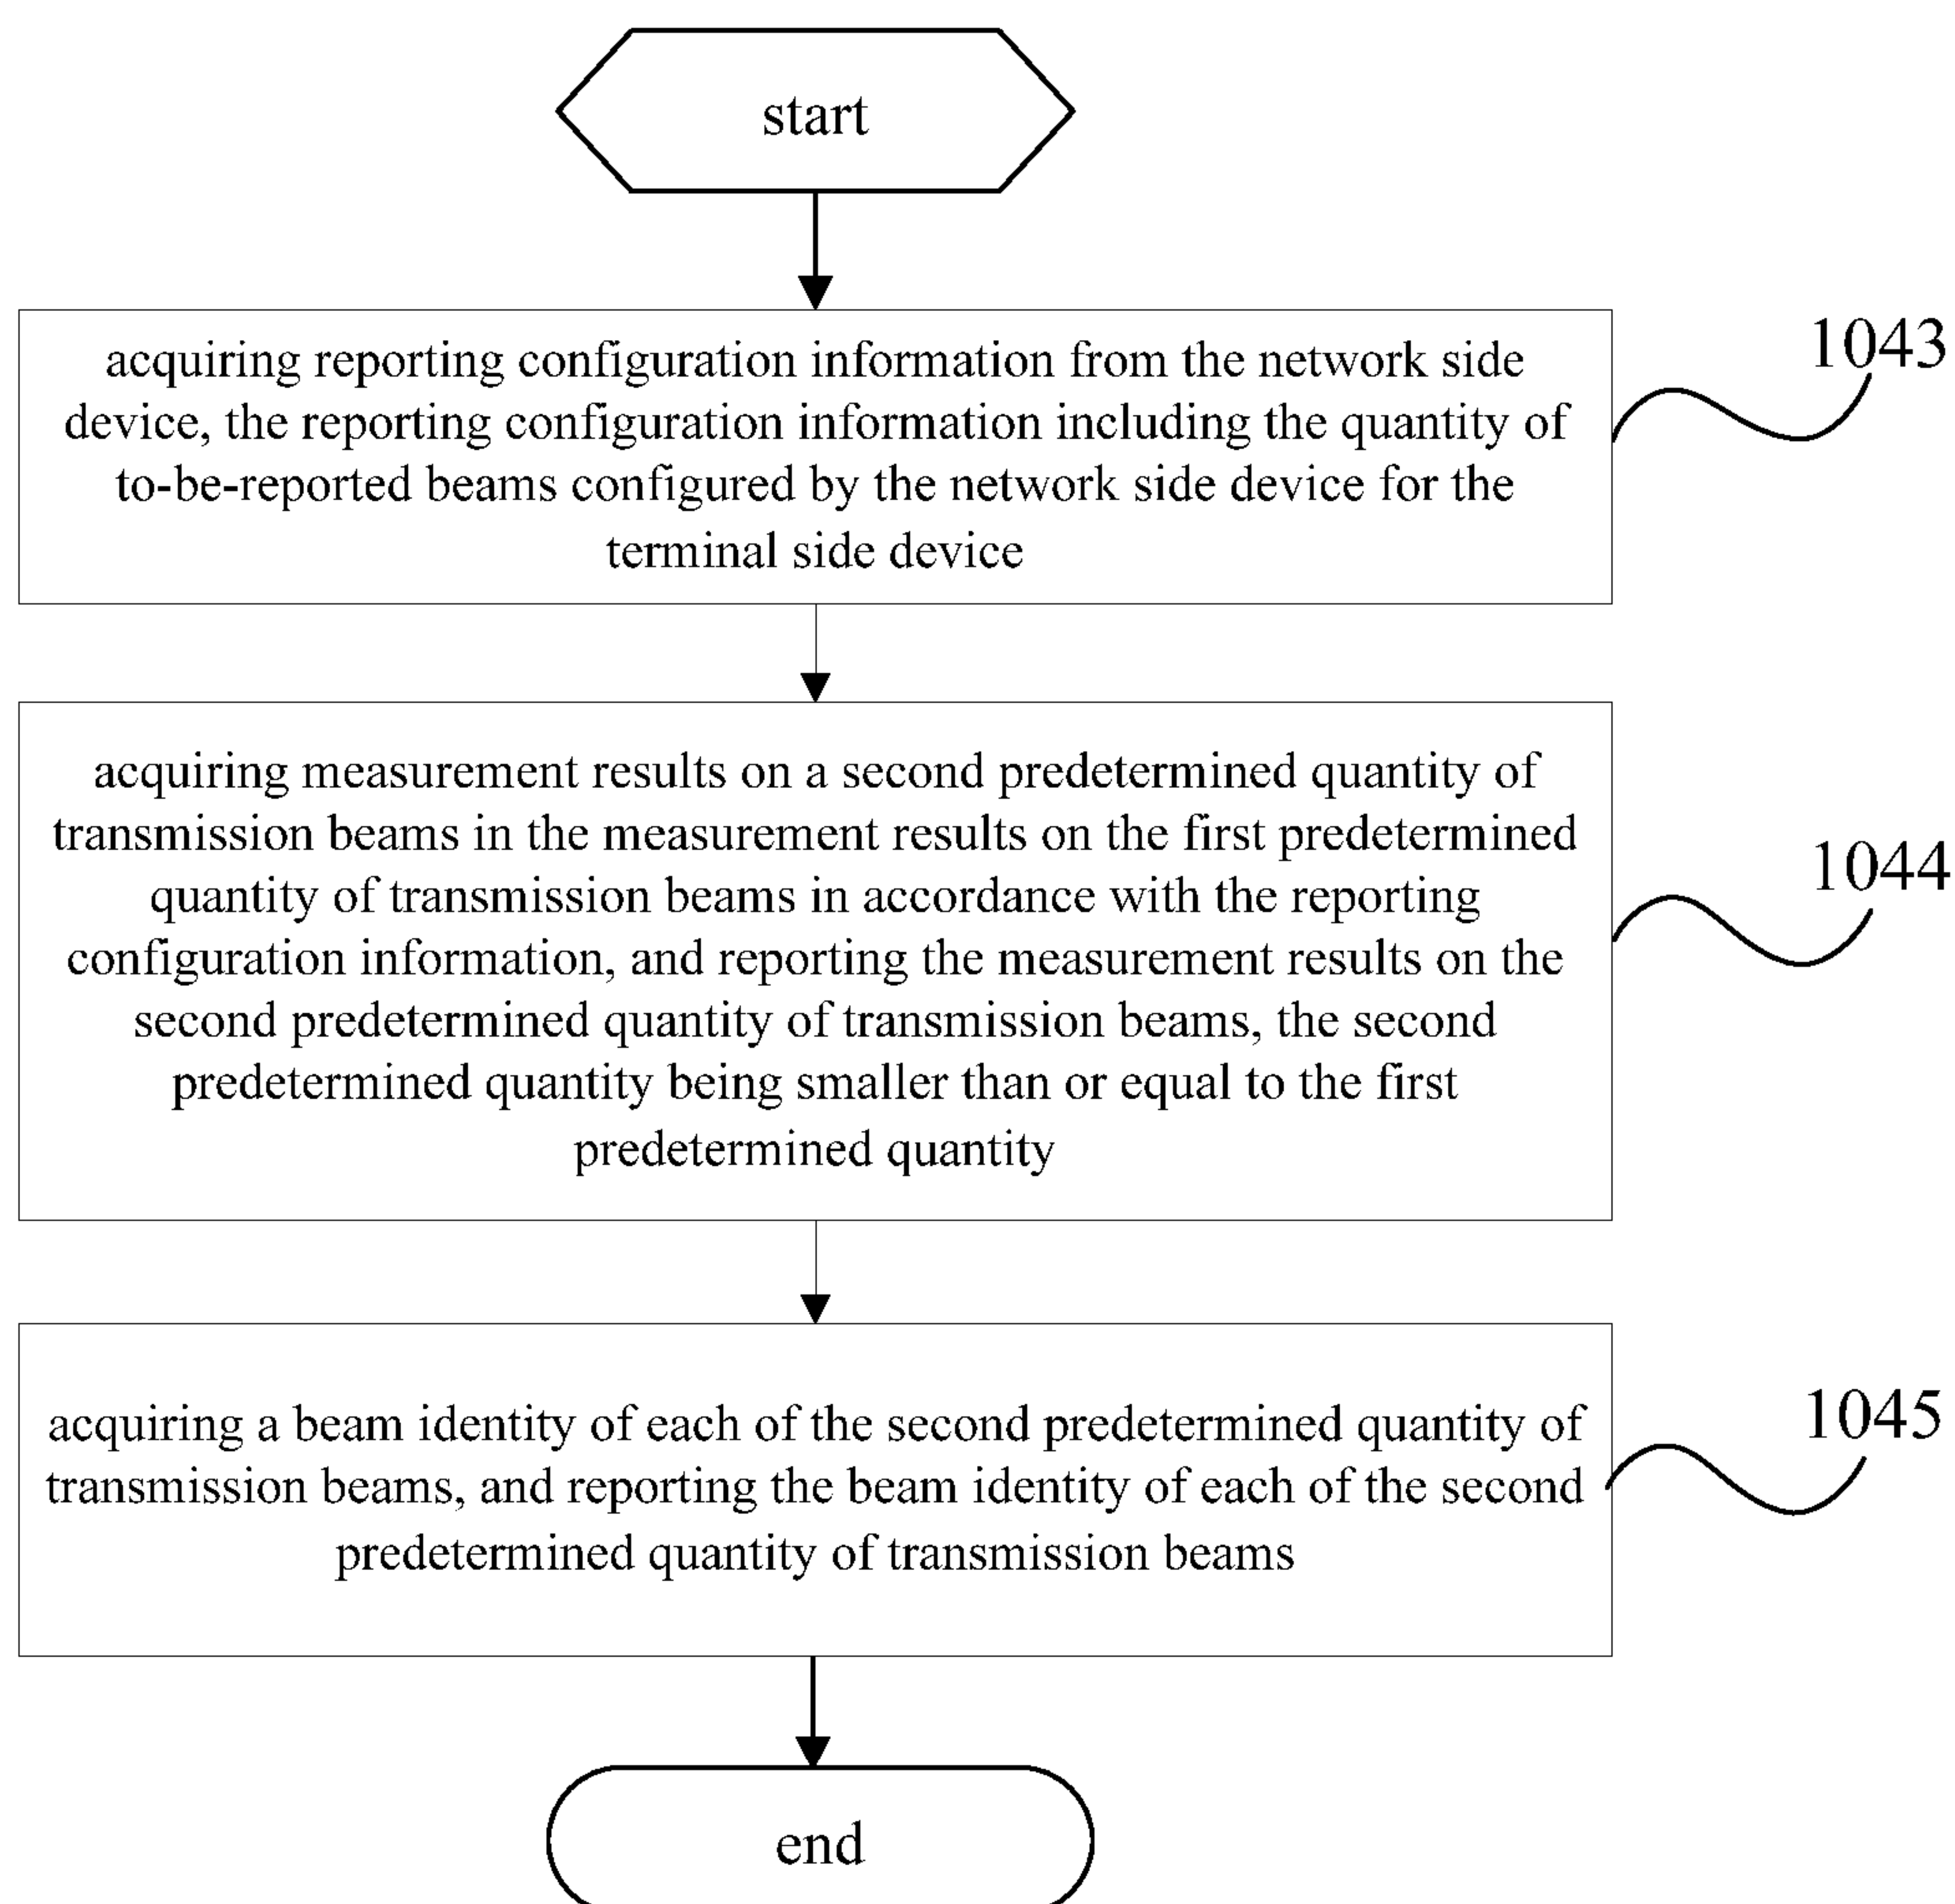 start
acquiring reporting configuration information from the network side
device, the reporting configuration information including the quantity of
to-be-reported beams configured by the network side device for the
terminal side device
1043
acquiring measurement results on a second predetermined quantity of
transmission beams in the measurement results on the first predetermined
quantity of transmission beams in accordance with the reporting
configuration information, and reporting the measurement results on the
second predetermined quantity of transmission beams, the second
predetermined quantity being smaller than or equal to the first
predetermined quantity
1044
acquiring a beam identity of each of the second predetermined quantity of
transmission beams, and reporting the beam identity of each of the second
predetermined quantity of transmission beams
1045
end